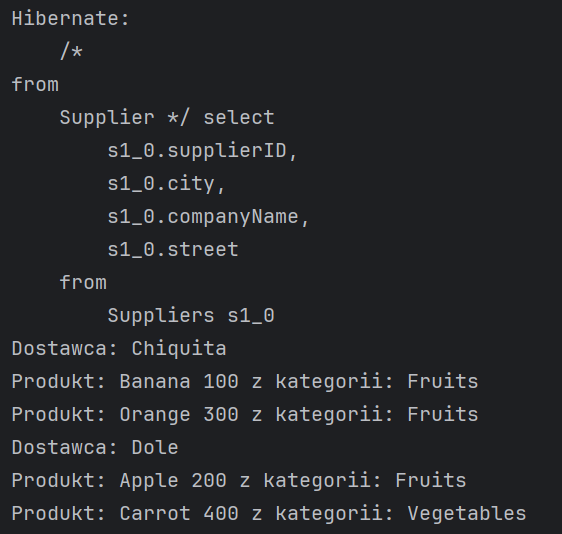 Hibernate:
    /*
from
    Supplier */ select
        s1_0.supplierID,
        s1_0.city,
        s1_0.companyName,
        s1_0.street
    from
        Suppliers s1_0
Dostawca: Chiquita
Produkt: Banana 100 z kategorii: Fruits
Produkt: Orange 300 z kategorii: Fruits
Dostawca: Dole
Produkt: Apple 200 z kategorii: Fruits
Produkt: Carrot 400 z kategorii: Vegetables